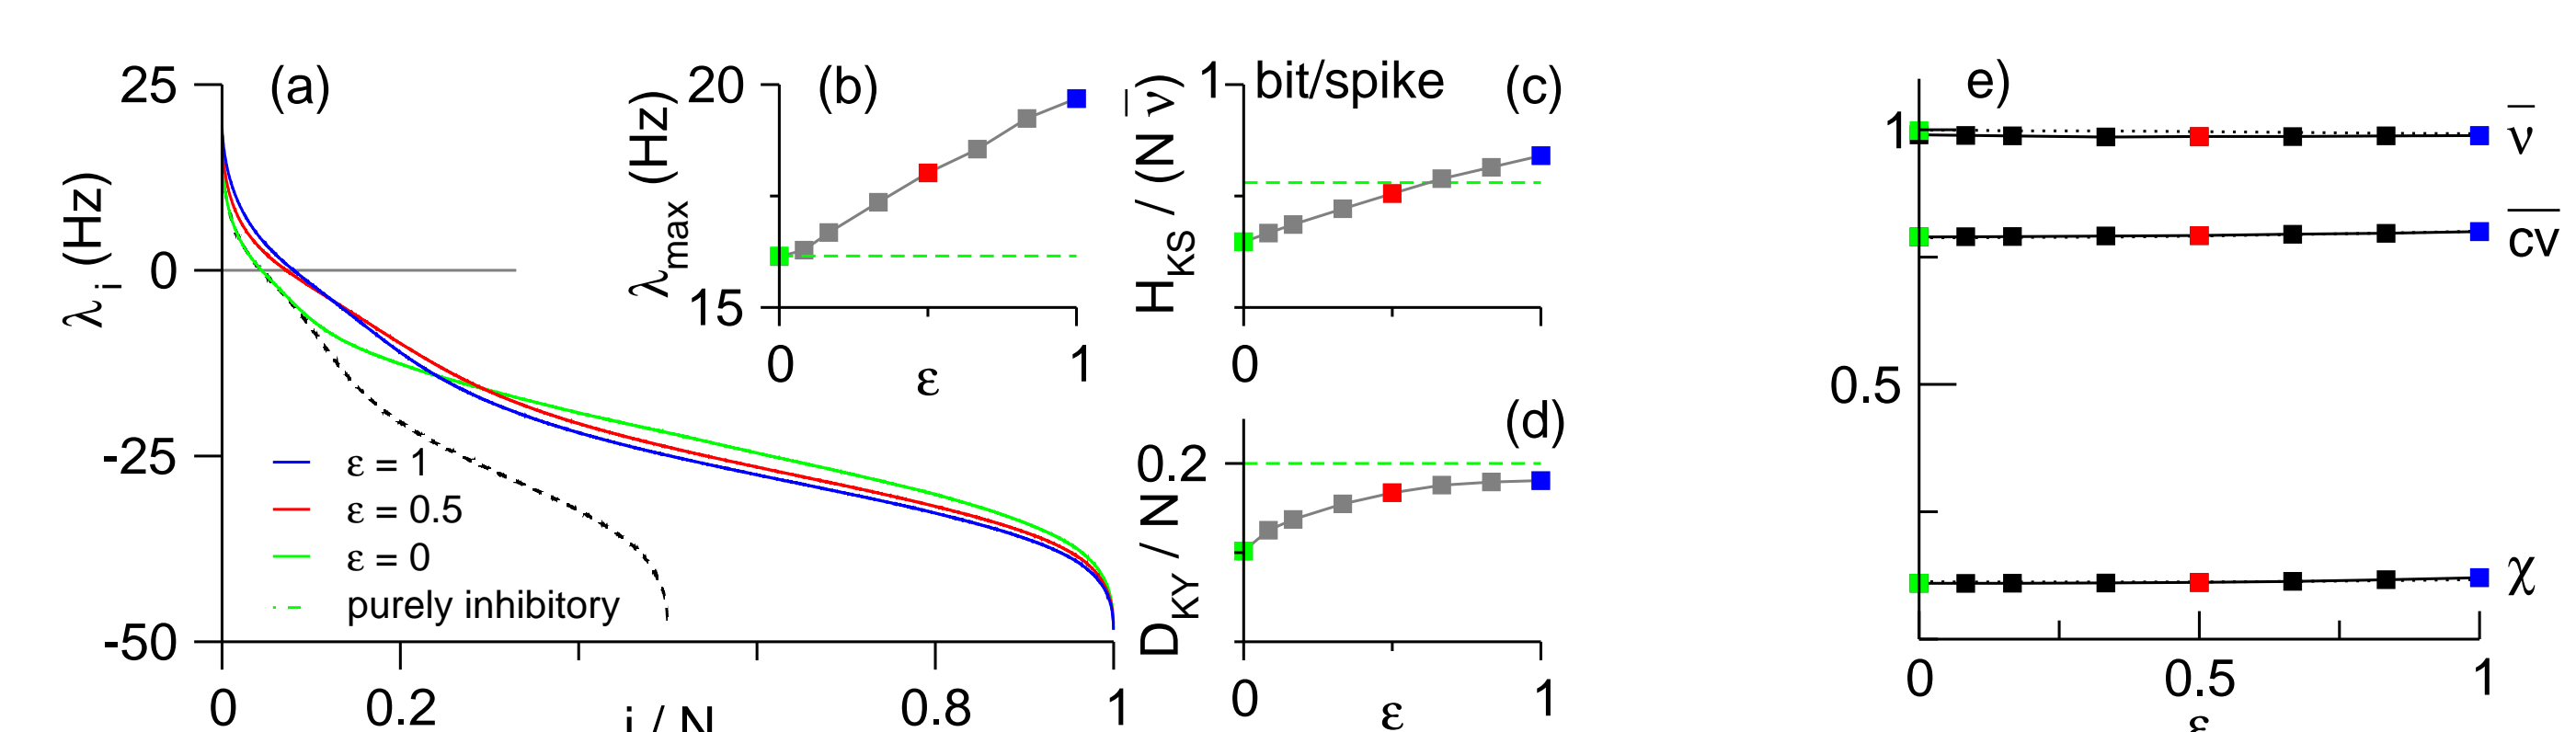 (a)
25
0
-25
-50
λi (Hz)
ε = 1
ε = 0.5
ε = 0
purely inhibitory
0
0.2
0.8
1
i / N
(b)
20
15
λmax (Hz)
0
1
ε
(c)
1
bit/spike
HKS / (N ν̅)
0
(d)
0.2
DKY / N
0
1
ε
e)
1
0.5
ν̅
c̅v̅
χ
0
0.5
1
ε